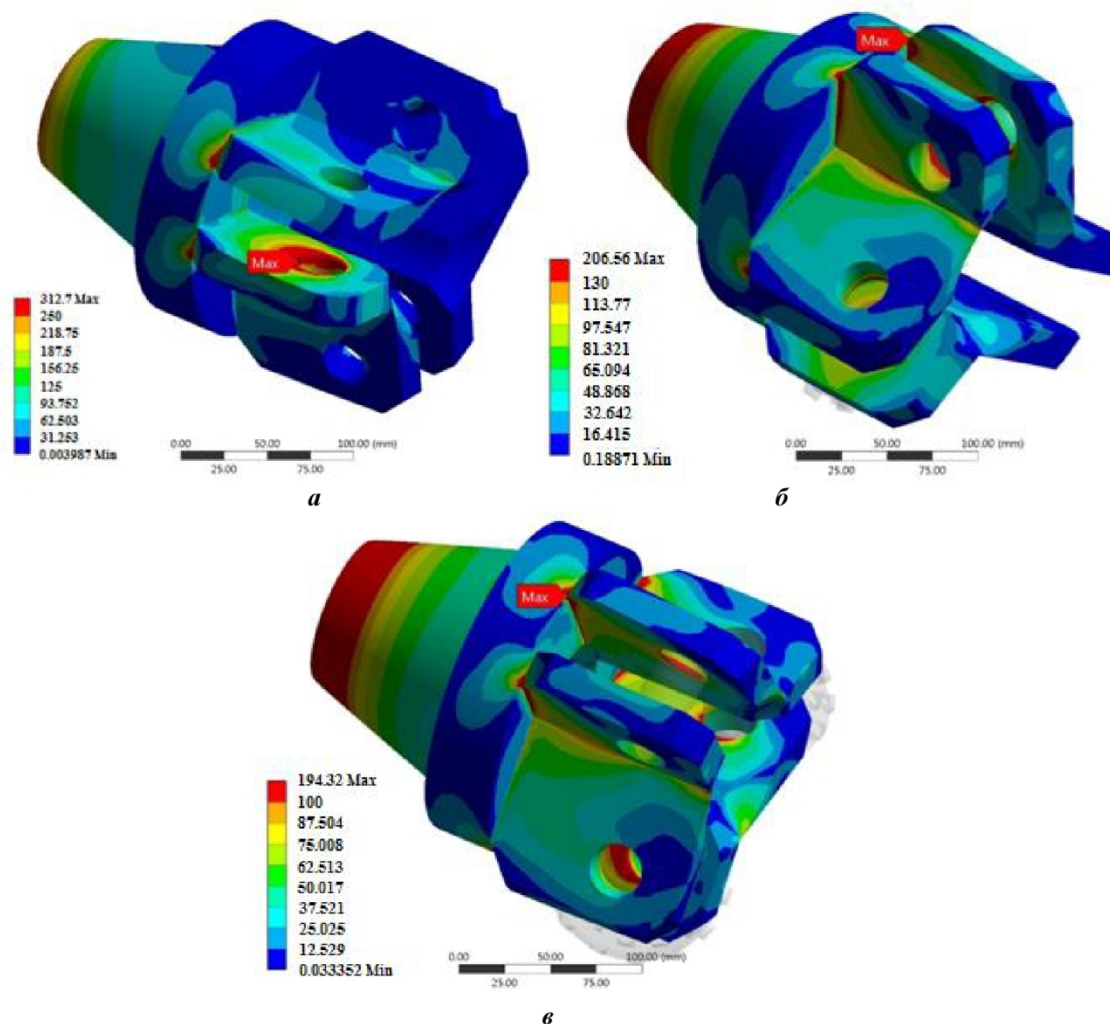 Max
312.7 Max
250
218.75
187.5
156.25
125
93.752
62.503
31.253
0.003987 Min
0.00 50.00 100.00 (mm)
25.00 75.00
а
Max
206.56 Max
130
113.77
97.547
81.321
65.094
48.868
32.642
16.415
0.18871 Min
0.00 50.00 100.00 (mm)
25.00 75.00
б
Max
194.32 Max
100
87.504
75.008
62.513
50.017
37.521
25.025
12.529
0.033352 Min
0.00 50.00 100.00 (mm)
25.00 75.00
в